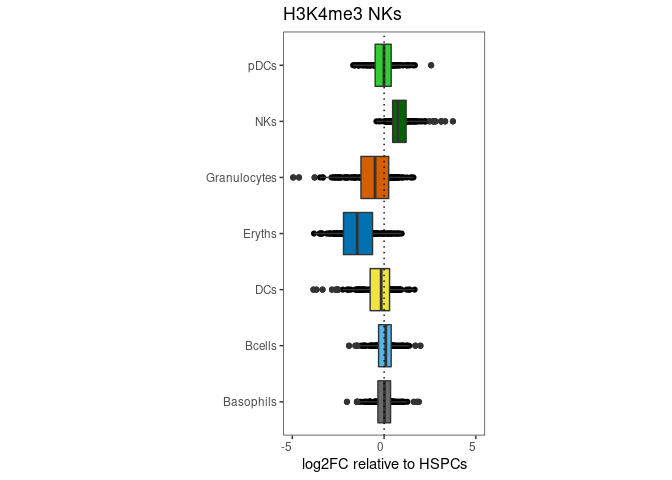 H3K4me3 NKs
pDCs
NKs
Granulocytes
Eryths
DCs
Bcells
Basophils
-5 0 5
log2FC relative to HSPCs